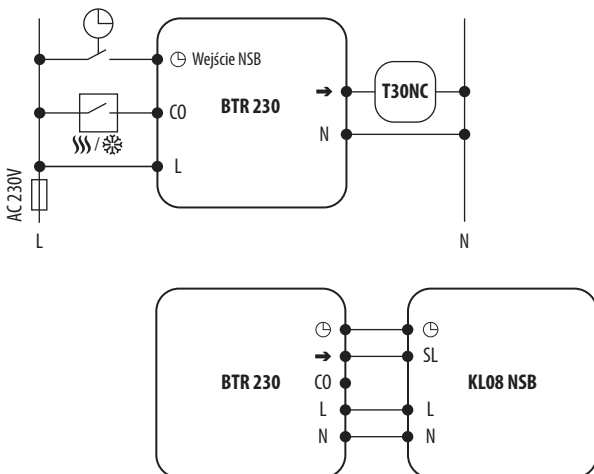 Wejście NSB
CO
BTR 230
T30NC
N
/
L
AC 230V
L
N
BTR 230
CO
L
N
SL
L
N
KL08 NSB